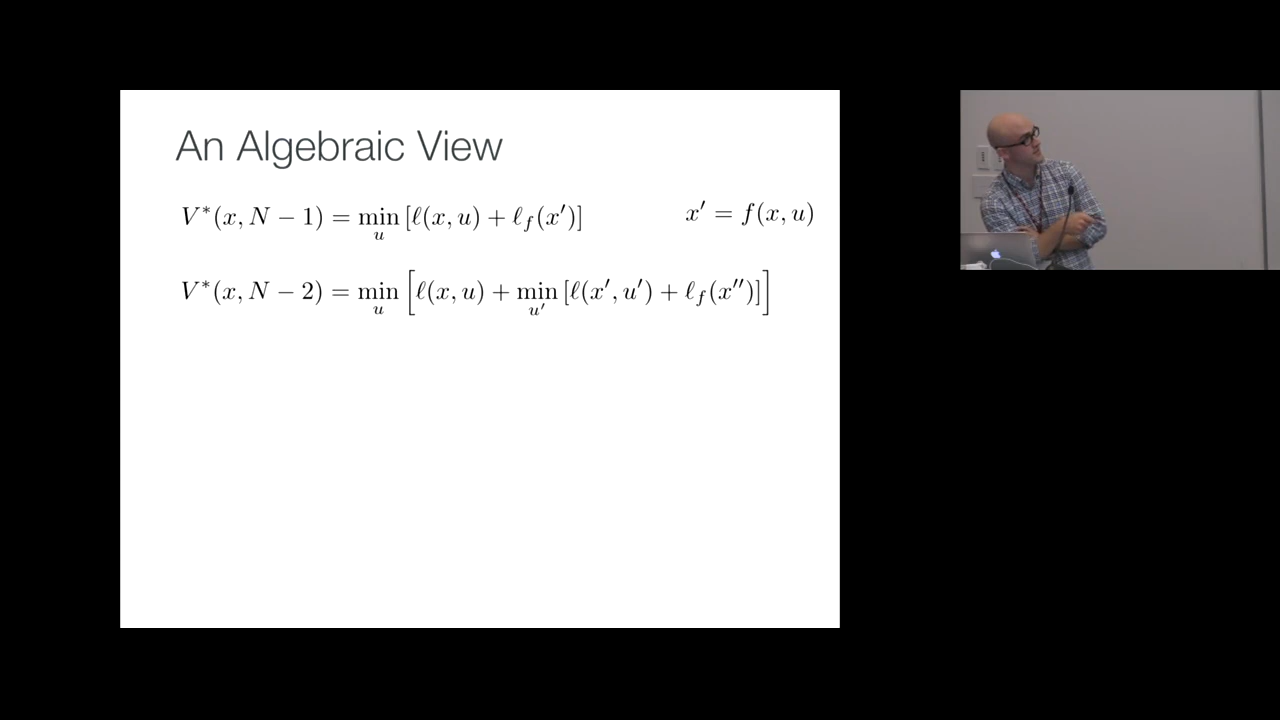 An Algebraic View
V*(x, N − 1) = min_u [ℓ(x, u) + ℓ_f(x′)]    x′ = f(x, u)
V*(x, N − 2) = min_u [ℓ(x, u) + min_{u′} [ℓ(x′, u′) + ℓ_f(x″)]]